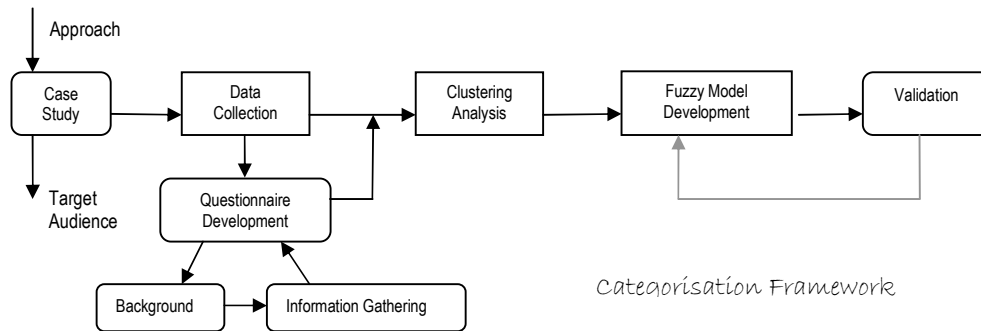 Approach
Case
Study
Data
Collection
Clustering
Analysis
Fuzzy Model
Development
Validation
Target
Audience
Questionnaire
Development
Background
Information Gathering
Categorisation Framework